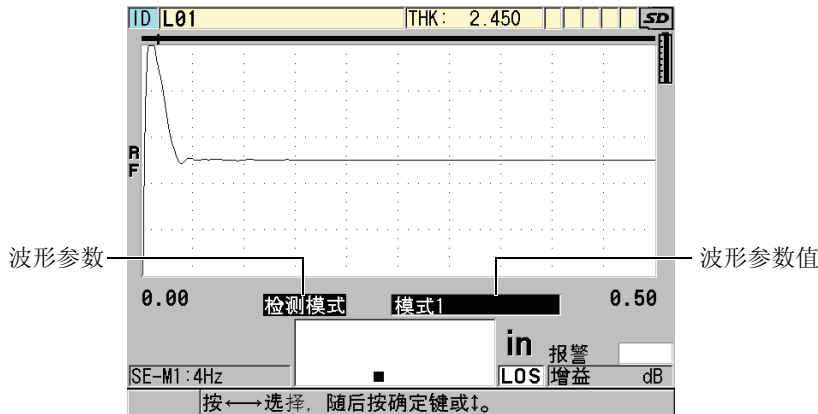 ID L01 THK: 2.450 SD
RF
波形参数
波形参数值
0.00 检测模式 模式1 0.50
in 报警
SE-M1:4Hz LOS 增益 dB
按←→选择, 随后按确定键或↕。